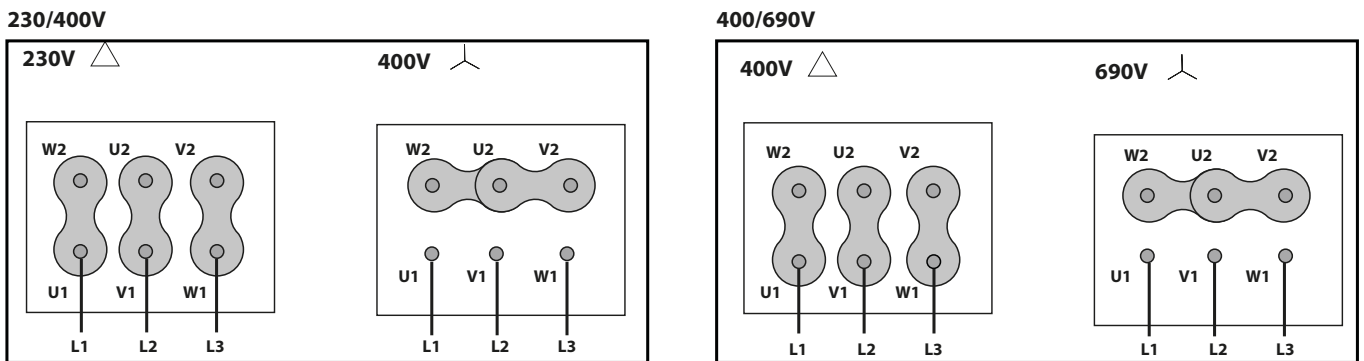 230/400V
230V
400V
W2 U2 V2
U1 V1 W1
L1 L2 L3
W2 U2 V2
U1 V1 W1
L1 L2 L3
400/690V
400V
690V
W2 U2 V2
U1 V1 W1
L1 L2 L3
W2 U2 V2
U1 V1 W1
L1 L2 L3